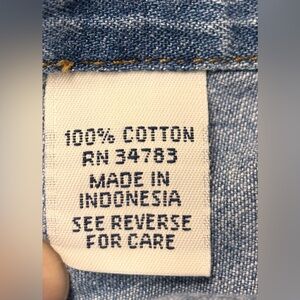 100% COTTON
RN 34783
MADE IN
INDONESIA
SEE REVERSE
FOR CARE